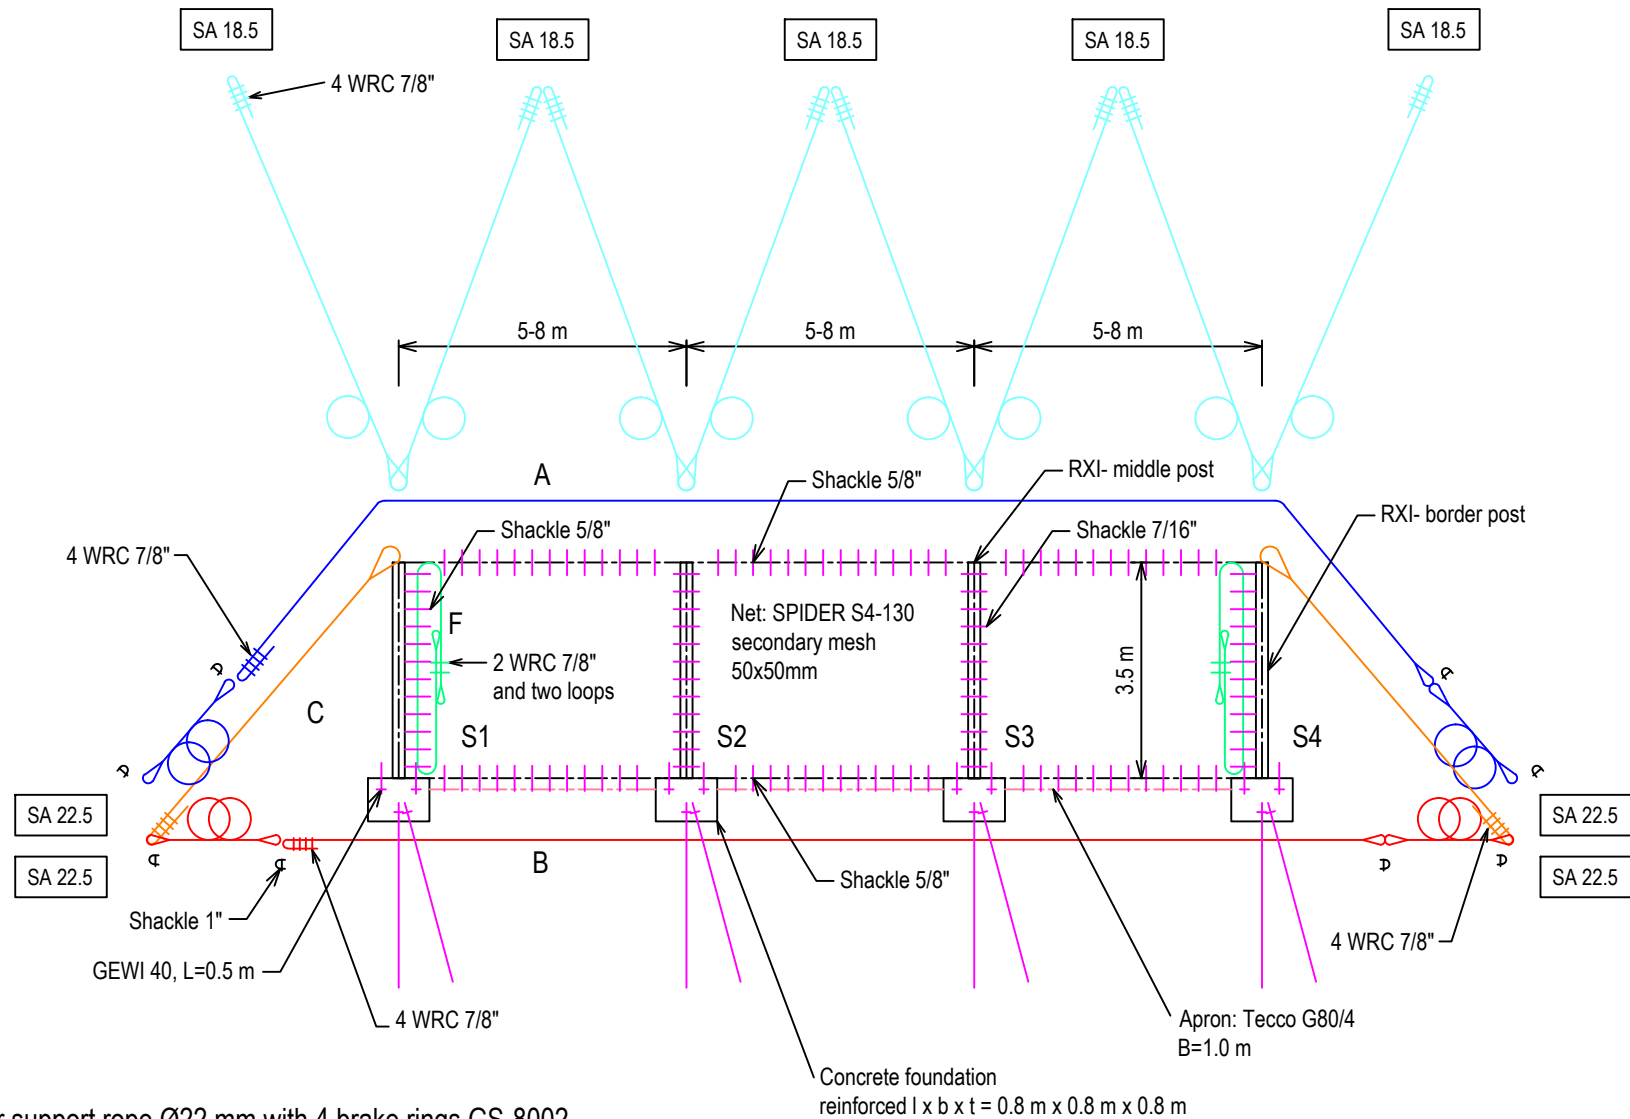 SA 18.5
SA 18.5
SA 18.5
SA 18.5
SA 18.5
4 WRC 7/8"
5-8 m
5-8 m
5-8 m
A
Shackle 5/8"
RXI- middle post
Shackle 5/8"
Shackle 7/16"
RXI- border post
4 WRC 7/8"
F
Net: SPIDER S4-130
secondary mesh
50x50mm
2 WRC 7/8"
and two loops
3.5 m
C
S1
S2
S3
S4
SA 22.5
SA 22.5
SA 22.5
SA 22.5
B
Shackle 5/8"
Shackle 1"
GEWI 40, L=0.5 m
4 WRC 7/8"
4 WRC 7/8"
Apron: Tecco G80/4
B=1.0 m
Concrete foundation
reinforced l x b x t = 0.8 m x 0.8 m x 0.8 m
support rope Ø22 mm with 4 brake rings GS-8002